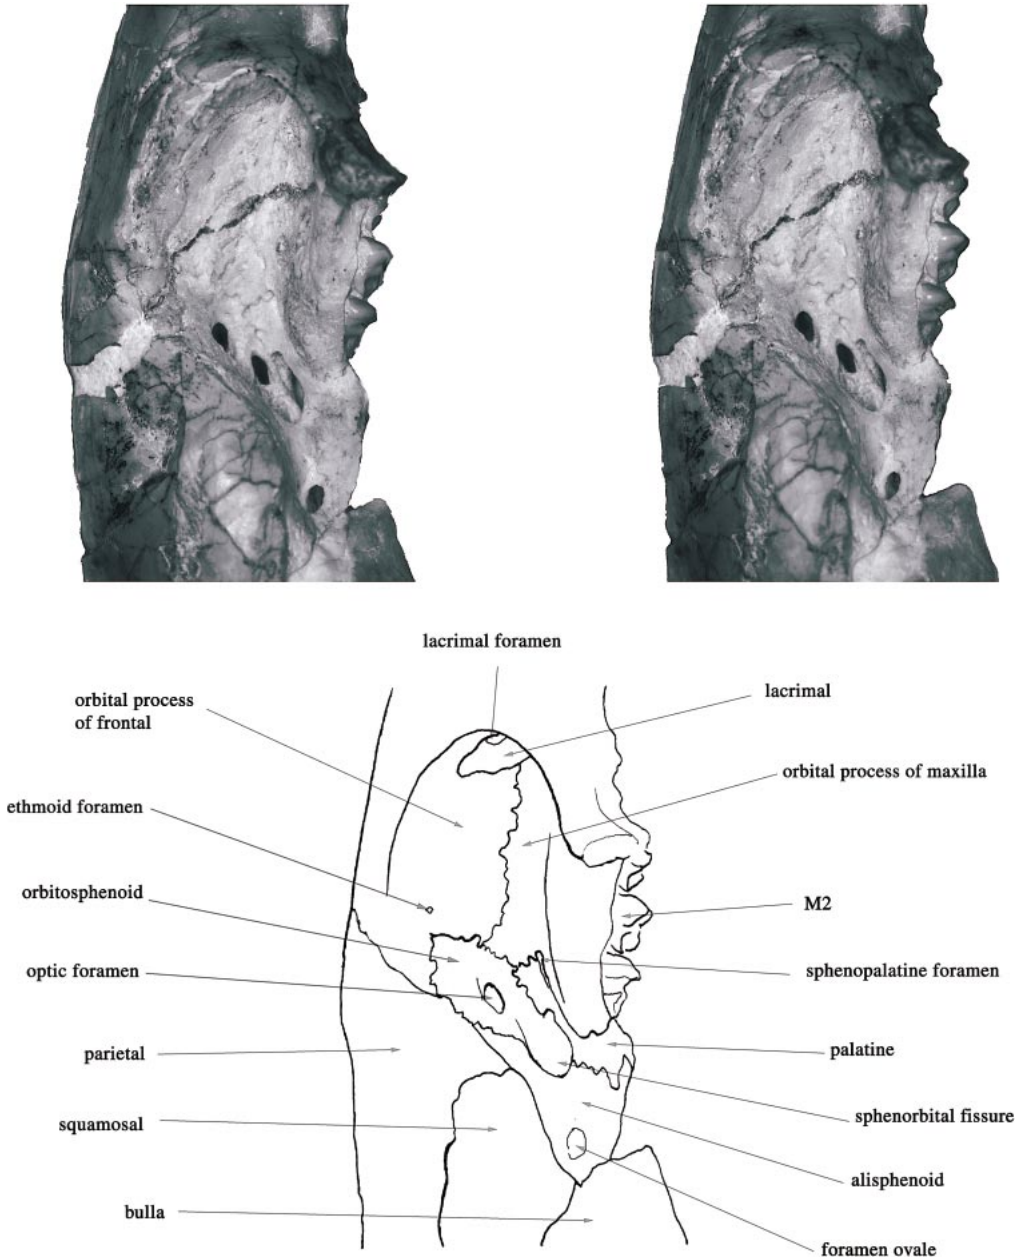 lacrimal foramen
lacrimal
orbital process
of frontal
orbital process of maxilla
ethmoid foramen
orbitosphenoid
M2
optic foramen
sphenopalatine foramen
parietal
palatine
squamosal
sphenorbital fissure
alisphenoid
bulla
foramen ovale